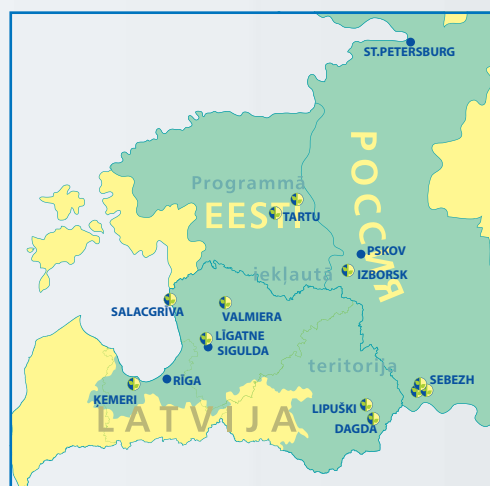 ST.PETERSBURG
РОССИЯ
Programmā
EESTI
TARTU
PSKOV
iekļautā
IZBORSK
SALACGRĪVA
VALMIERA
LĪGATNE
SIGULDA
teritorija
RĪGA
SEBEZH
ĶEMERI
LATVIJA
LIPUŠKI
DAGDA